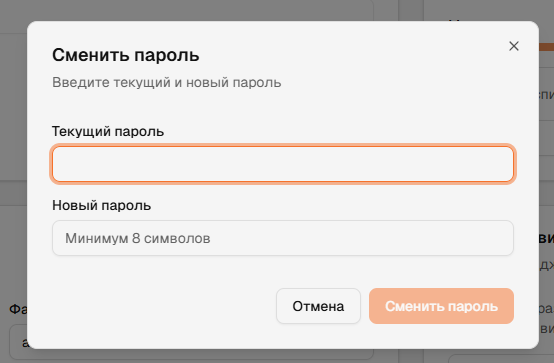 Сменить пароль
Введите текущий и новый пароль
Текущий пароль
Новый пароль
Минимум 8 символов
Отмена
Сменить пароль